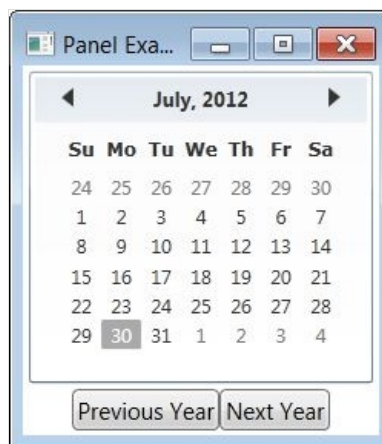 Panel Exa...
July, 2012
Su Mo Tu We Th Fr Sa
24 25 26 27 28 29 30
1 2 3 4 5 6 7
8 9 10 11 12 13 14
15 16 17 18 19 20 21
22 23 24 25 26 27 28
29 30 31 1 2 3 4
Previous Year Next Year